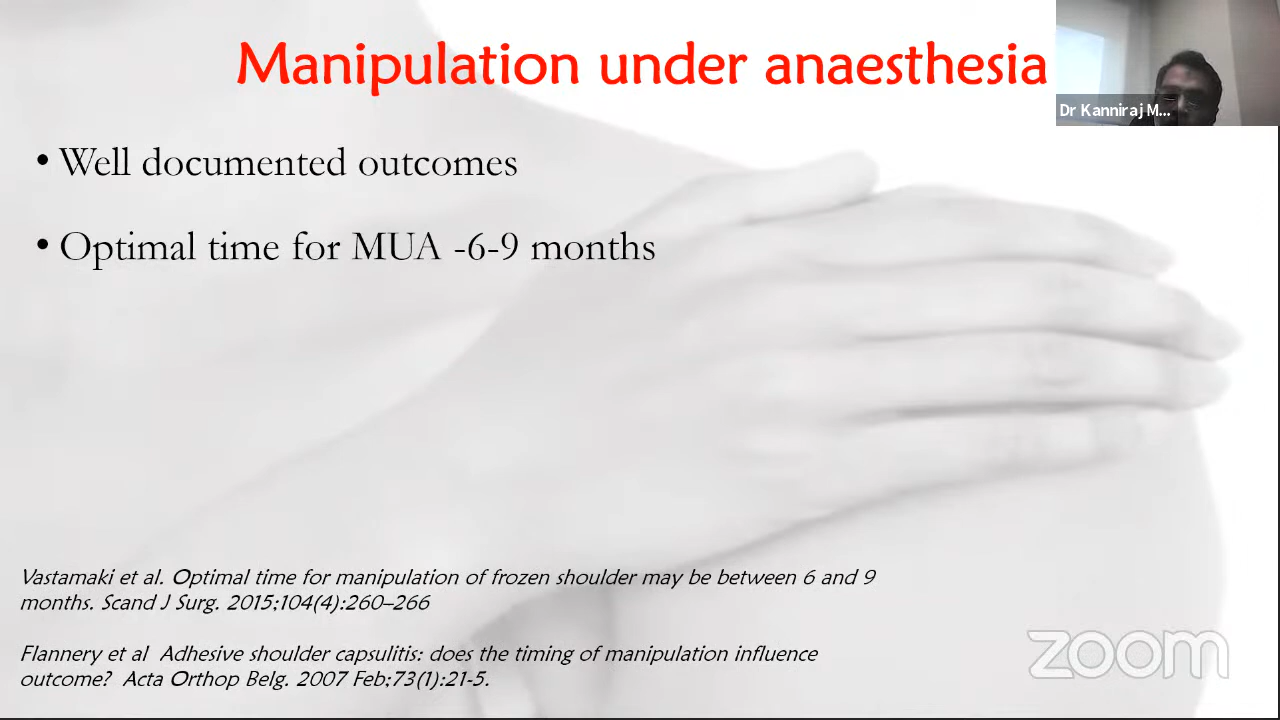 Manipulation under anaesthesia
Dr Kanniraj M...
• Well documented outcomes
• Optimal time for MUA -6-9 months
Vastamaki et al. Optimal time for manipulation of frozen shoulder may be between 6 and 9
months. Scand J Surg. 2015;104(4):260–266
Flannery et al  Adhesive shoulder capsulitis: does the timing of manipulation influence
outcome?  Acta Orthop Belg. 2007 Feb;73(1):21-5.
zoom